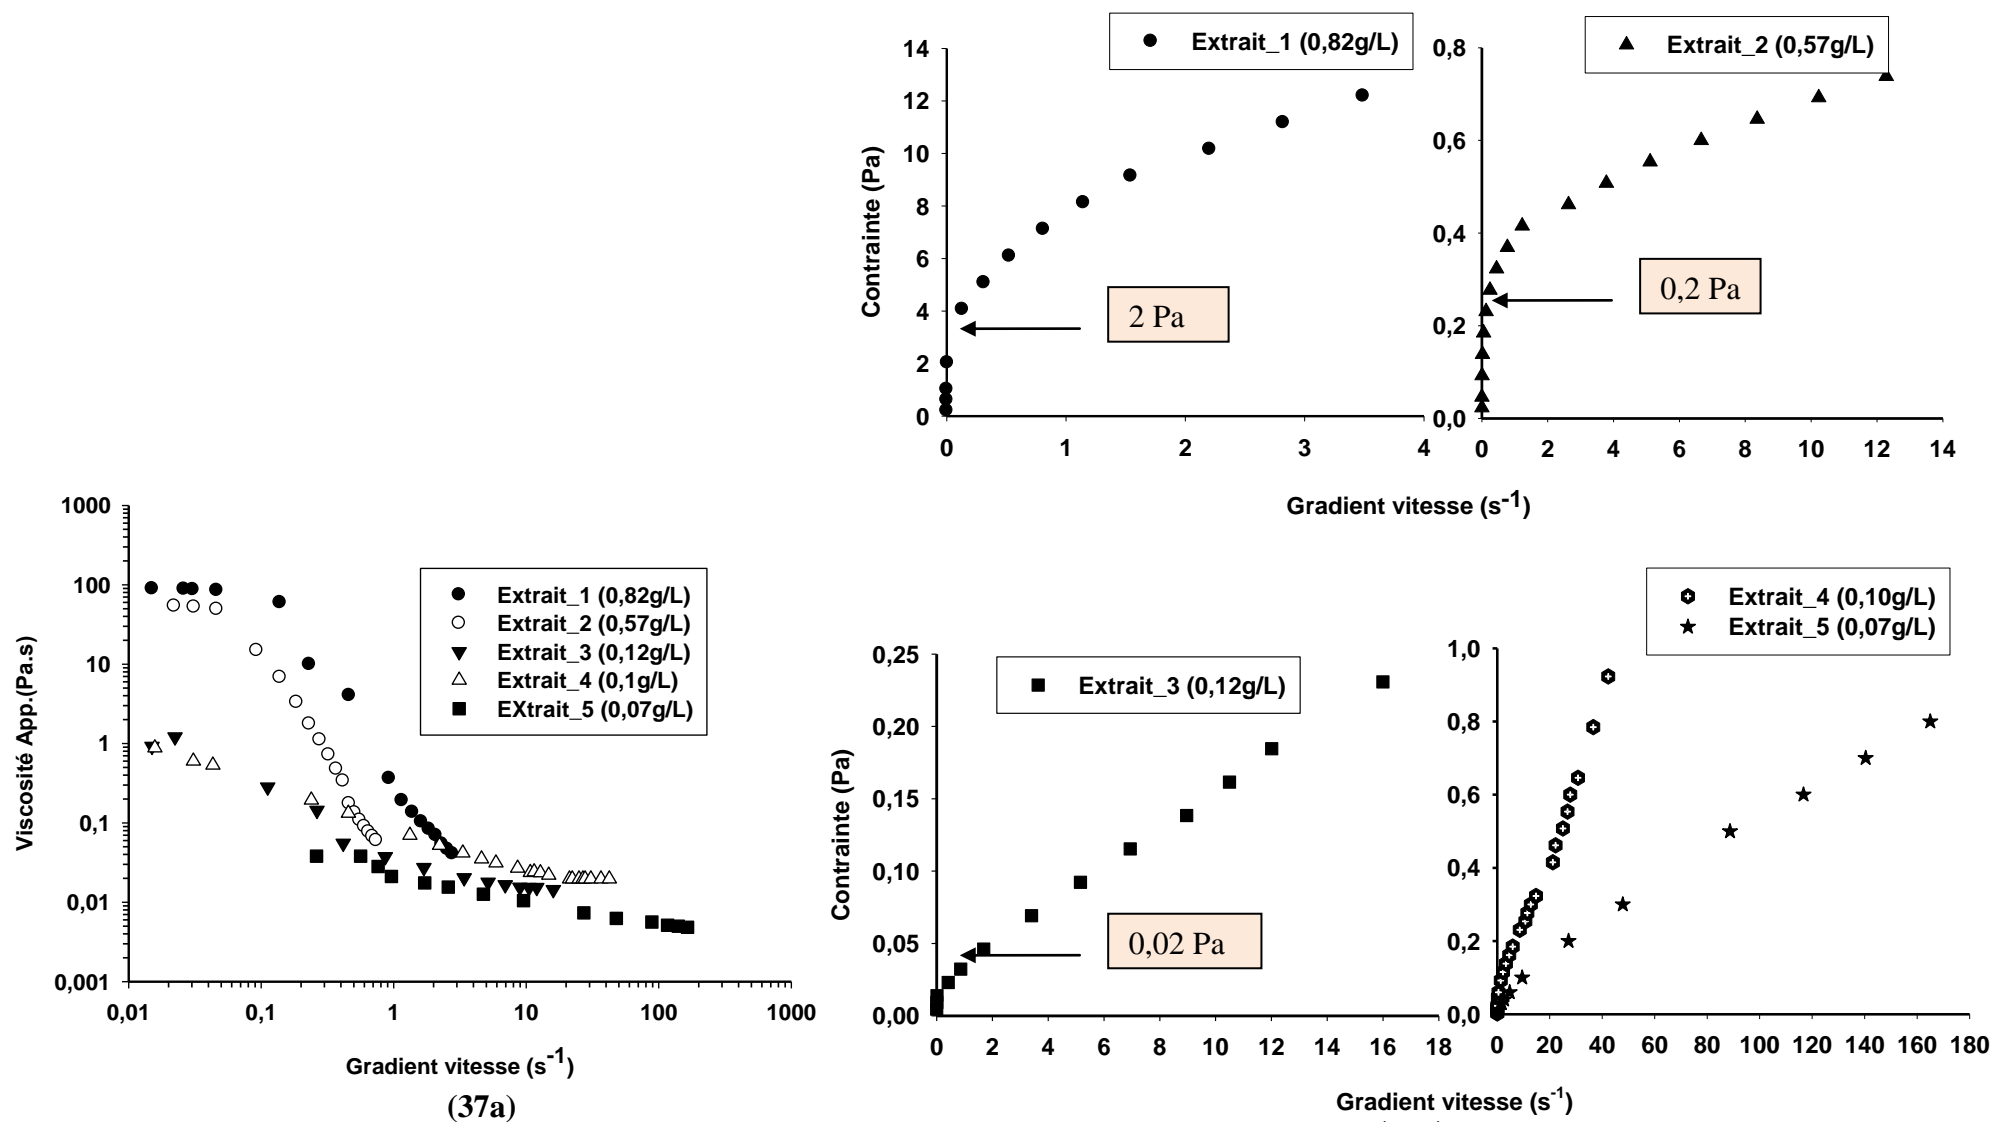 Extrait_1 (0,82g/L)
14
12
10
8
6
4
2
0
Contrainte (Pa)
2 Pa
0 1 2 3 4
Extrait_2 (0,57g/L)
0,8
0,6
0,4
0,2
0,0
0,2 Pa
0 2 4 6 8 10 12 14
Gradient vitesse (s-1)
1000
100
10
1
0,1
0,01
0,001
Viscosité App.(Pa.s)
Extrait_1 (0,82g/L)
Extrait_2 (0,57g/L)
Extrait_3 (0,12g/L)
Extrait_4 (0,1g/L)
EXtrait_5 (0,07g/L)
0,01 0,1 1 10 100 1000
Gradient vitesse (s-1)
(37a)
Extrait_3 (0,12g/L)
0,25
0,20
0,15
0,10
0,05
0,00
Contrainte (Pa)
0,02 Pa
0 2 4 6 8 10 12 14 16 18
Extrait_4 (0,10g/L)
Extrait_5 (0,07g/L)
1,0
0,8
0,6
0,4
0,2
0,0
0 20 40 60 80 100 120 140 160 180
Gradient vitesse (s-1)